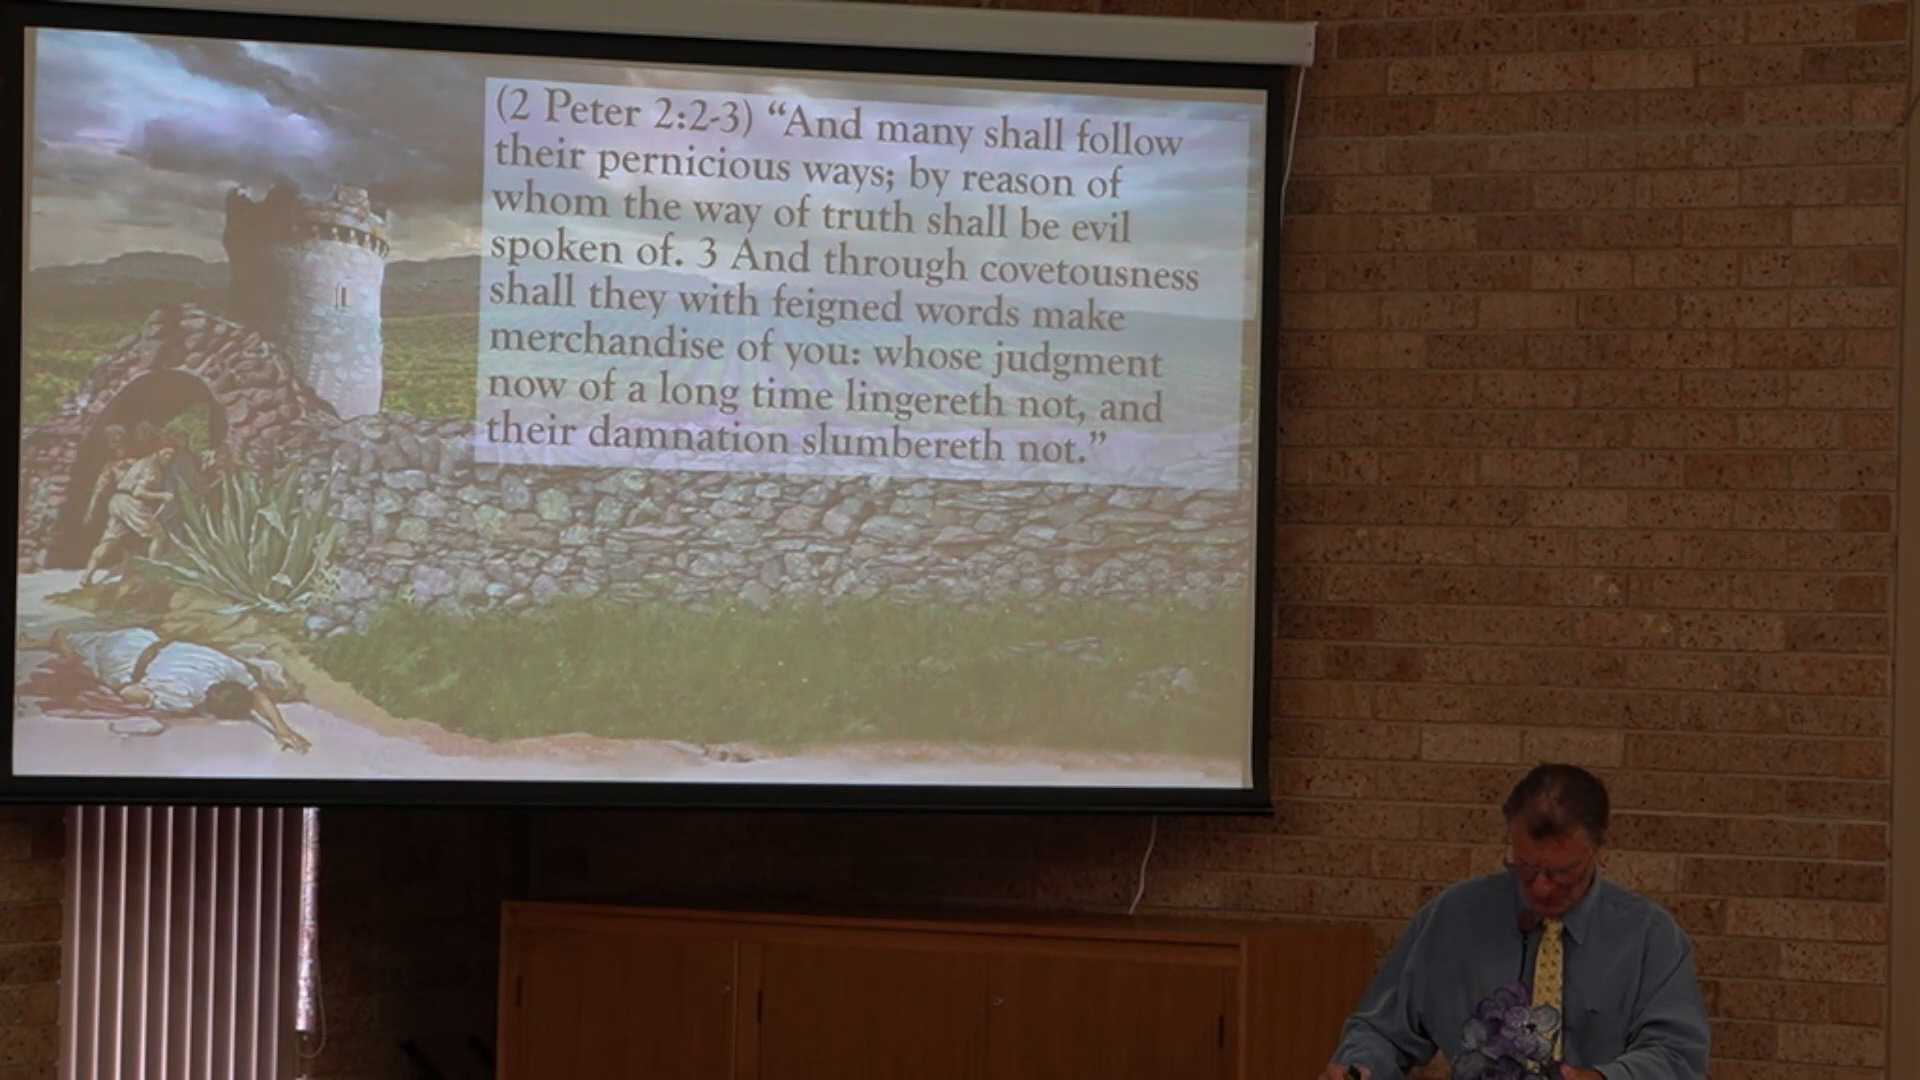 (2 Peter 2:2-3) “And many shall follow
their pernicious ways; by reason of
whom the way of truth shall be evil
spoken of. 3 And through covetousness
shall they with feigned words make
merchandise of you: whose judgment
now of a long time lingereth not, and
their damnation slumbereth not.”